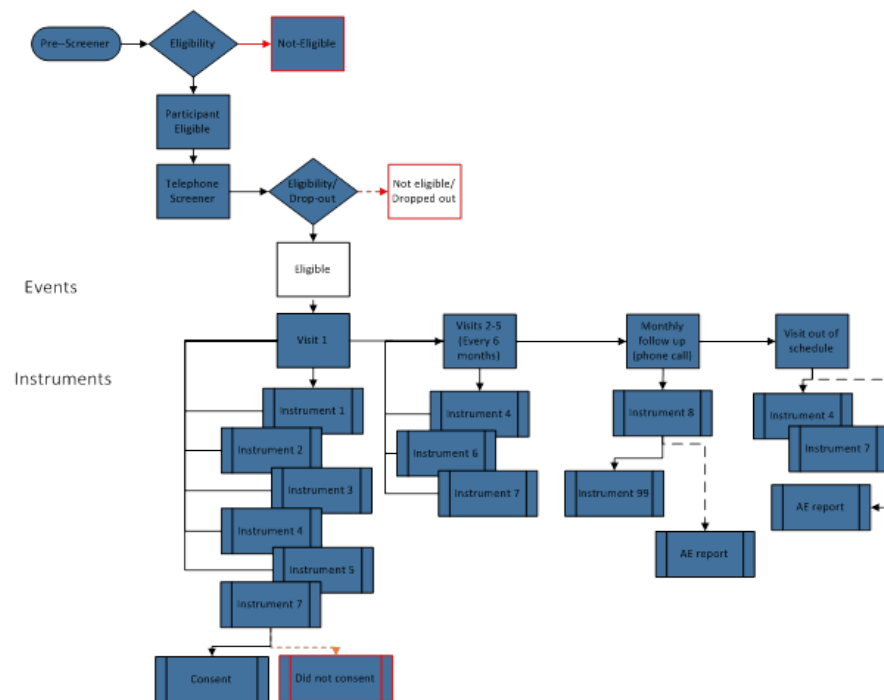 Pre--Screener
Eligibility
Not-Eligible
Participant
Eligible
Telephone
Screener
Eligibility/
Drop-out
Not eligible/
Dropped out
Eligible
Events
Visit 1
Visits 2-5
(Every 6
months)
Monthly
follow up
(phone call)
Visit out of
schedule
Instruments
Instrument 1
Instrument 2
Instrument 3
Instrument 4
Instrument 5
Instrument 7
Instrument 4
Instrument 6
Instrument 7
Instrument 8
Instrument 99
AE report
Instrument 4
Instrument 7
AE report
Consent
Did not consent